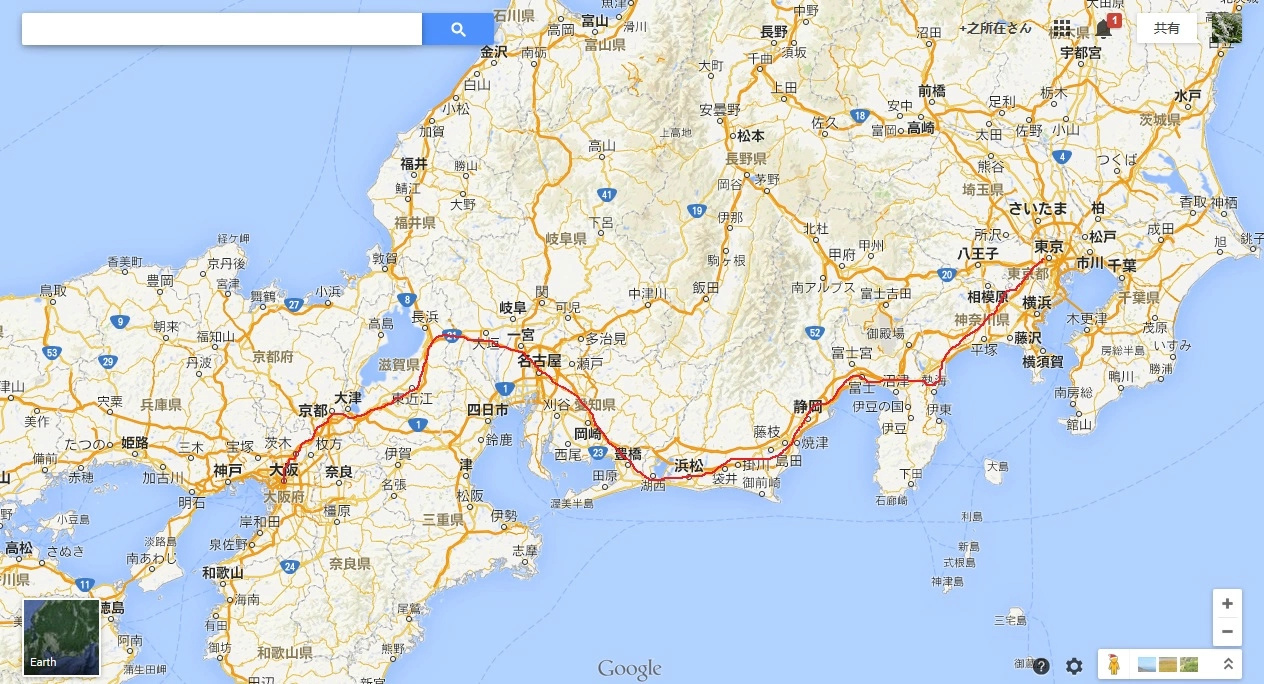 石川県
富山
滑川
魚津
高岡
富山県
中野
長野
須坂
沼田
+之所在さん
1
共有
栃木県
宇都宮
金沢
南砺
千曲
大町
上田
前橋
栃木
水戸
白山
小松
安曇野
安中
足利
18
佐久
富岡
高崎
太田
佐野
小山
茨城県
加賀
上高地
松本
高山
長野県
熊谷
4
つくば
福井
勝山
鯖江
大野
岡谷
茅野
埼玉県
41
19
伊那
さいたま
柏
香取
神栖
福井県
下呂
岐阜県
北杜
所沢
東京
松戸
成田
旭
銚子
経ケ岬
京丹後
香美町
敦賀
駒ヶ根
甲府
甲州
八王子
市川
千葉
鳥取
豊岡
宮津
舞鶴
小浜
27
8
関
中津川
飯田
南アルプス
富士吉田
20
東京都
相模原
横浜
千葉県
岐阜
可児
神奈川県
木更津
9
朝来
福知山
高島
長浜
21
大垣
一宮
多治見
52
御殿場
藤沢
茂原
53
29
丹波
京都府
滋賀県
名古屋
瀬戸
富士宮
平塚
横須賀
房総半島
いすみ
津山
兵庫県
宍粟
京都
大津
東近江
1
四日市
刈谷
愛知県
静岡
富士
沼津
熱海
伊豆の国
伊東
鴨川
勝浦
南房総
館山
美作
たつの
姫路
三木
宝塚
茨木
枚方
1
鈴鹿
岡崎
23
豊橋
西尾
藤枝
焼津
伊豆
備前
赤穂
加古川
神戸
大阪
奈良
伊賀
津
田原
湖西
浜松
袋井
掛川
島田
御前崎
下田
大島
明石
大阪府
名張
松阪
渥美半島
石廊崎
小豆島
岸和田
橿原
三重県
伊勢
利島
高松
さぬき
淡路島
南あわじ
泉佐野
志摩
新島
式根島
神津島
11
和歌山
24
奈良県
徳島
海南
有田
尾鷲
三宅島
阿南
御坊
和歌山県
熊野
蒲生田岬
田辺
新宮
Earth
Google